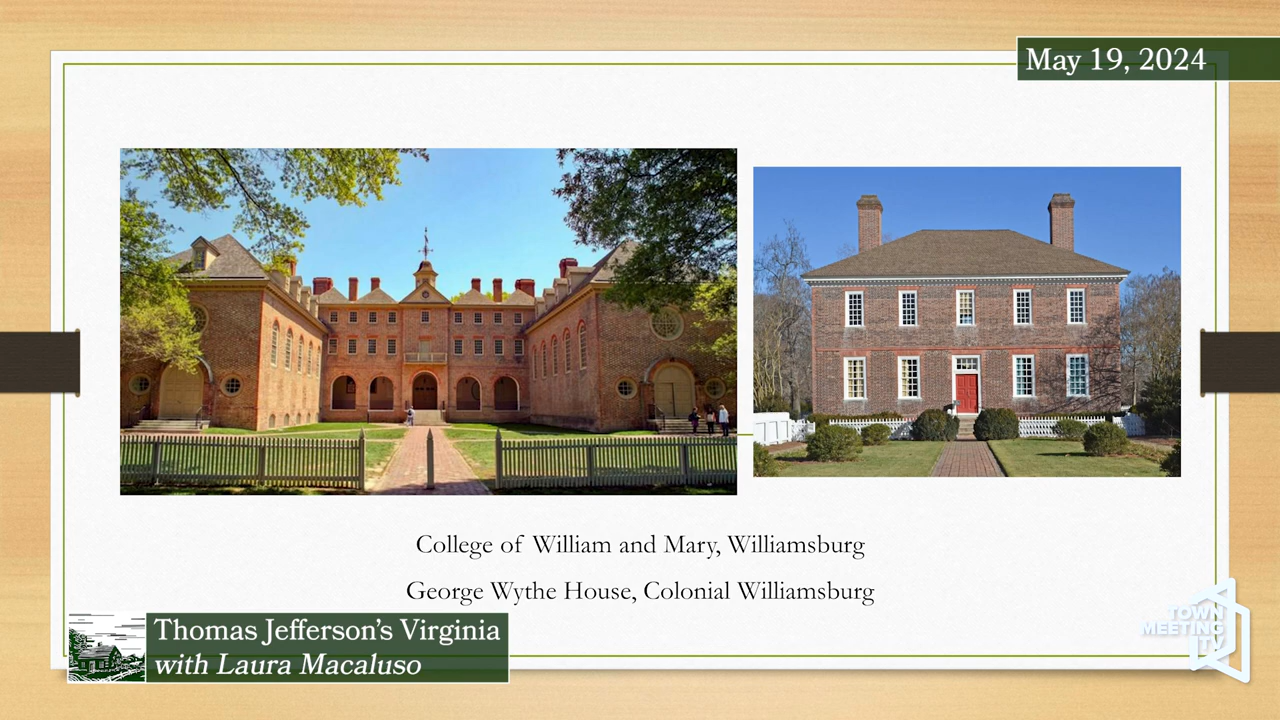 May 19, 2024
College of William and Mary, Williamsburg
George Wythe House, Colonial Williamsburg
Thomas Jefferson's Virginia
with Laura Macaluso
TOWN
MEETING
TV